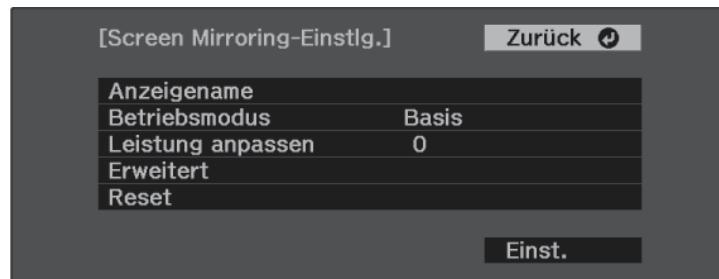 [Screen Mirroring-Einstlg.] Zurück
Anzeigename
Betriebsmodus Basis
Leistung anpassen 0
Erweitert
Reset
Einst.